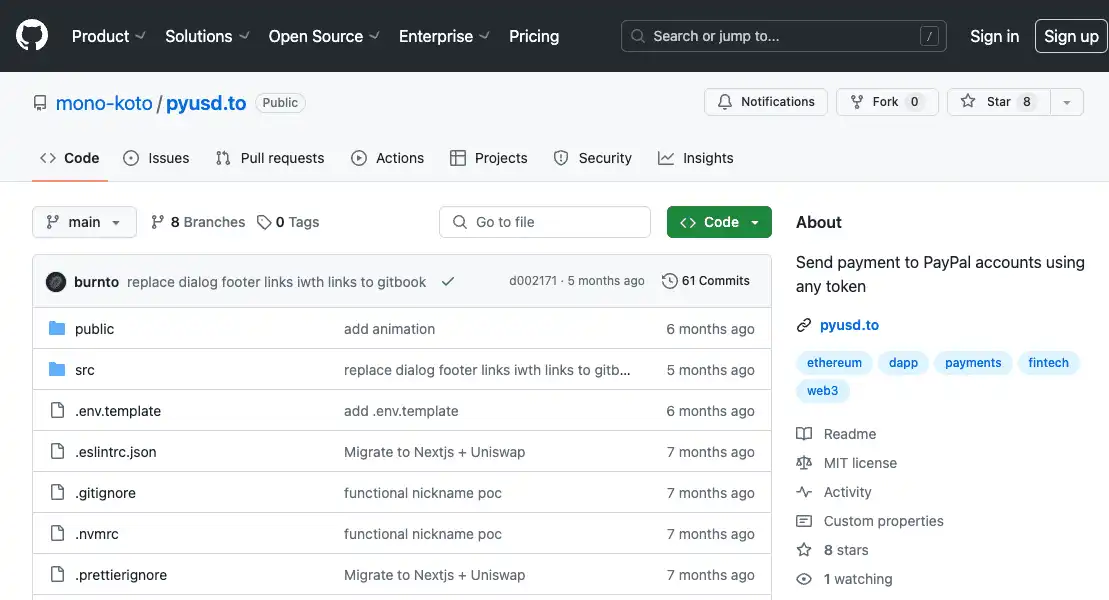 Product Solutions Open Source Enterprise Pricing Search or jump to... / Sign in Sign up
mono-koto / pyusd.to Public Notifications Fork 0 Star 8
Code Issues Pull requests Actions Projects Security Insights
main 8 Branches 0 Tags Go to file Code
burnto replace dialog footer links iwth links to gitbook d002171 · 5 months ago 61 Commits
public add animation 6 months ago
src replace dialog footer links iwth links to gitb... 5 months ago
.env.template add .env.template 6 months ago
.eslintrc.json Migrate to Nextjs + Uniswap 7 months ago
.gitignore functional nickname poc 7 months ago
.nvmrc functional nickname poc 7 months ago
.prettierignore Migrate to Nextjs + Uniswap 7 months ago
About
Send payment to PayPal accounts using
any token
pyusd.to
ethereum dapp payments fintech
web3
Readme
MIT license
Activity
Custom properties
8 stars
1 watching